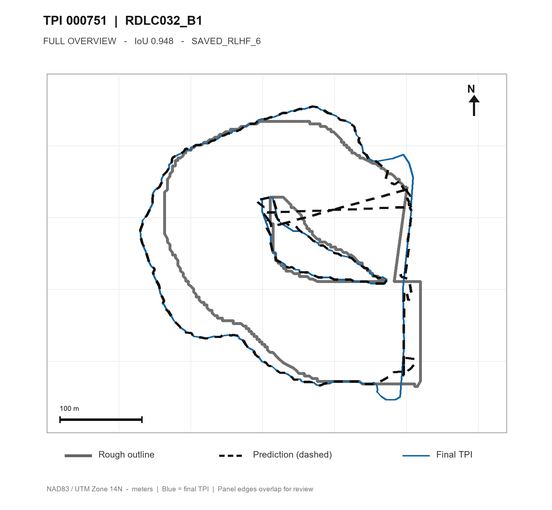 TPI 000751 | RDLC032_B1
FULL OVERVIEW - IoU 0.948 - SAVED_RLHF_6
N
100 m
Rough outline
Prediction (dashed)
Final TPI
NAD83 / UTM Zone 14N - meters | Blue = final TPI | Panel edges overlap for review